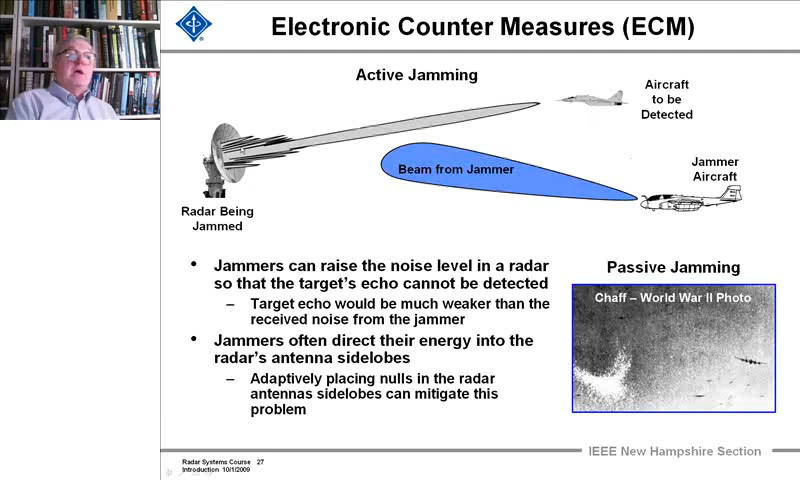 Electronic Counter Measures (ECM)
Active Jamming
Aircraft
to be
Detected
Beam from Jammer
Jammer
Aircraft
Radar Being
Jammed
• Jammers can raise the noise level in a radar
so that the target's echo cannot be detected
– Target echo would be much weaker than the
received noise from the jammer
• Jammers often direct their energy into the
radar's antenna sidelobes
– Adaptively placing nulls in the radar
antennas sidelobes can mitigate this
problem
Passive Jamming
Chaff – World War II Photo
IEEE New Hampshire Section
Radar Systems Course 27
Introduction 10/1/2009